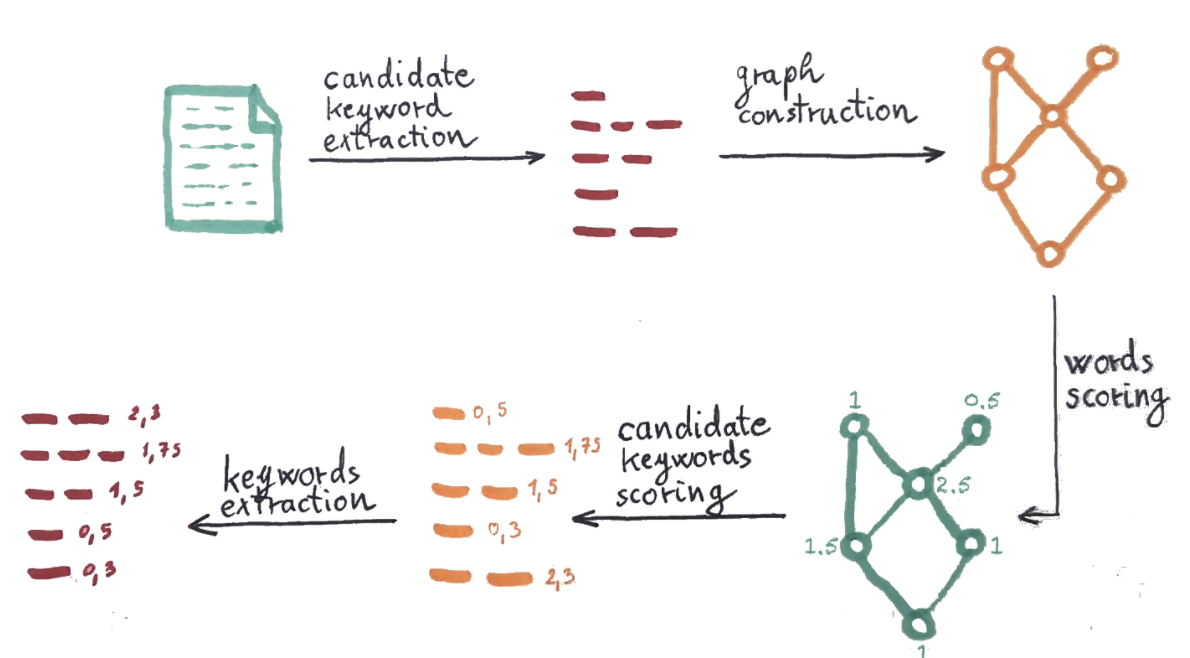 candidate
keyword
extraction
graph
construction
words
scoring
1
0.5
2.5
1.5
1
1
candidate
keywords
scoring
0,5
1,75
1,5
0,3
2,3
keywords
extraction
2,3
1,75
1,5
0,5
0,3